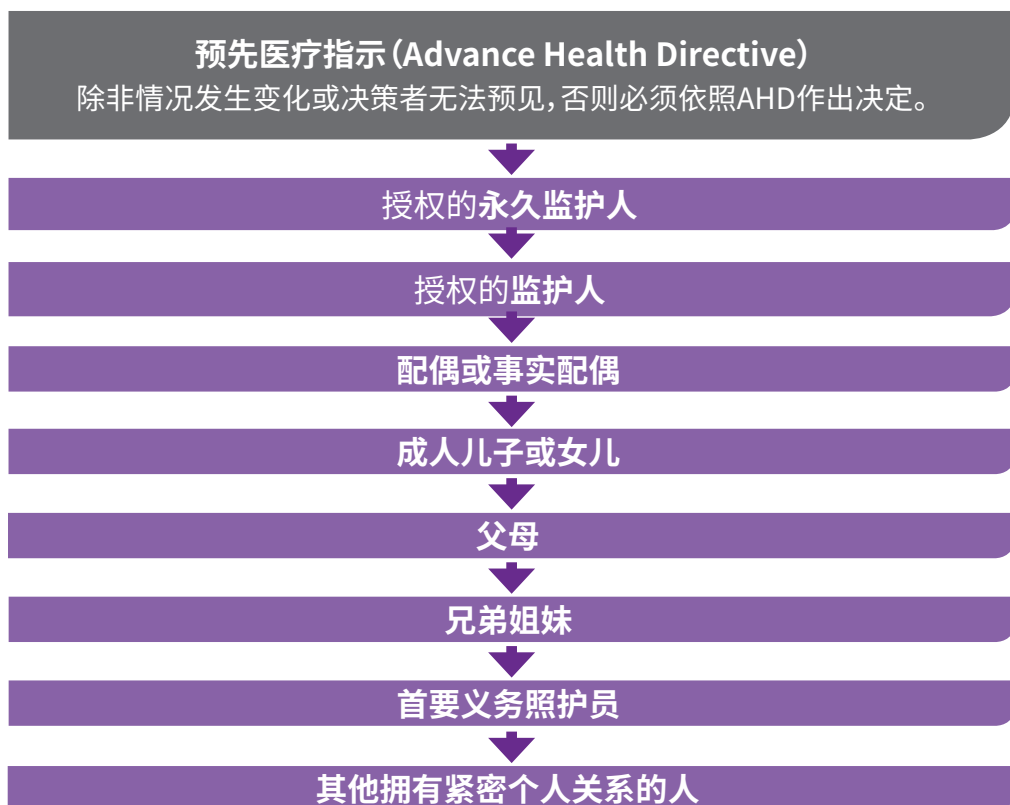 预先医疗指示（Advance Health Directive）
除非情况发生变化或决策者无法预见，否则必须依照AHD作出决定。
授权的永久监护人
授权的监护人
配偶或事实配偶
成人儿子或女儿
父母
兄弟姐妹
首要义务照护员
其他拥有紧密个人关系的人